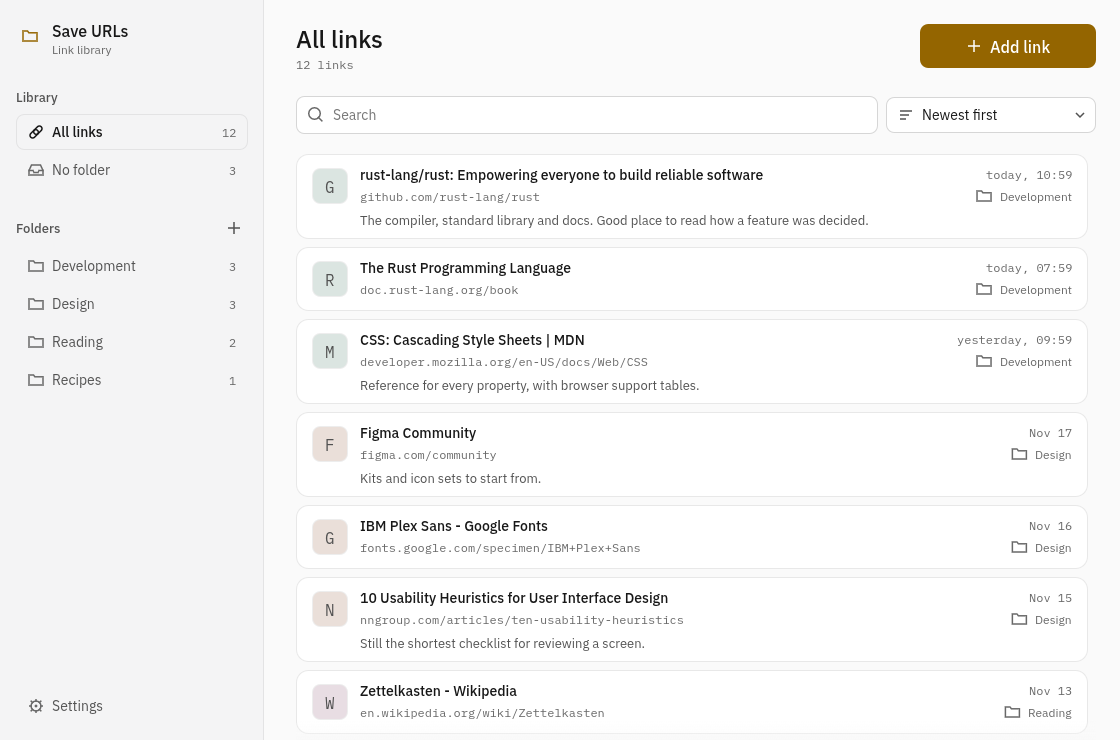 Save URLs
Link library
Library
All links 12
No folder 3
Folders
Development 3
Design 3
Reading 2
Recipes 1
Settings
All links
12 links
Add link
Search
Newest first
G
rust-lang/rust: Empowering everyone to build reliable software
today, 10:59
github.com/rust-lang/rust
Development
The compiler, standard library and docs. Good place to read how a feature was decided.
R
The Rust Programming Language
today, 07:59
doc.rust-lang.org/book
Development
M
CSS: Cascading Style Sheets | MDN
yesterday, 09:59
developer.mozilla.org/en-US/docs/Web/CSS
Development
Reference for every property, with browser support tables.
F
Figma Community
Nov 17
figma.com/community
Design
Kits and icon sets to start from.
G
IBM Plex Sans - Google Fonts
Nov 16
fonts.google.com/specimen/IBM+Plex+Sans
Design
N
10 Usability Heuristics for User Interface Design
Nov 15
nngroup.com/articles/ten-usability-heuristics
Design
Still the shortest checklist for reviewing a screen.
W
Zettelkasten - Wikipedia
Nov 13
en.wikipedia.org/wiki/Zettelkasten
Reading